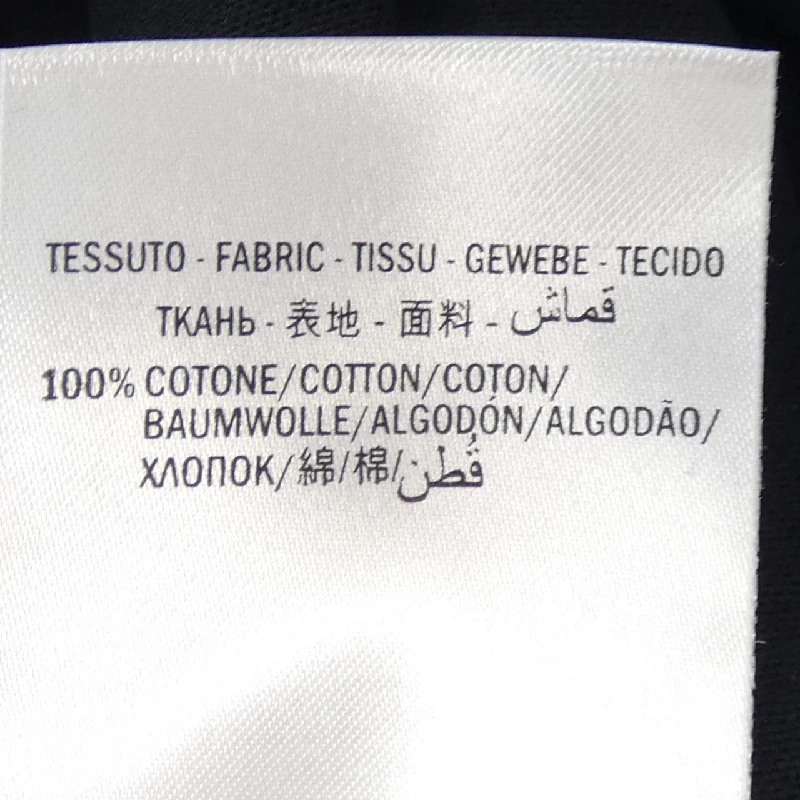 TESSUTO - FABRIC - TISSU - GEWEBE - TECIDO
ТКАНЬ - 表地 - 面料 - قماش
100% COTONE/COTTON/COTON/
BAUMWOLLE/ALGODÓN/ALGODÃO/
ХЛОПОК/綿/棉/قُطن